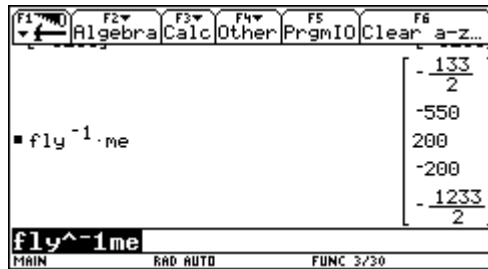 F1 F2 F3 F4 F5 F6
Algebra Calc Other PrgmIO Clear a-z…
- 133
2
-550
fly -1 · me
200
-200
- 1233
2
fly^-1me
MAIN RAD AUTO FUNC 3/30